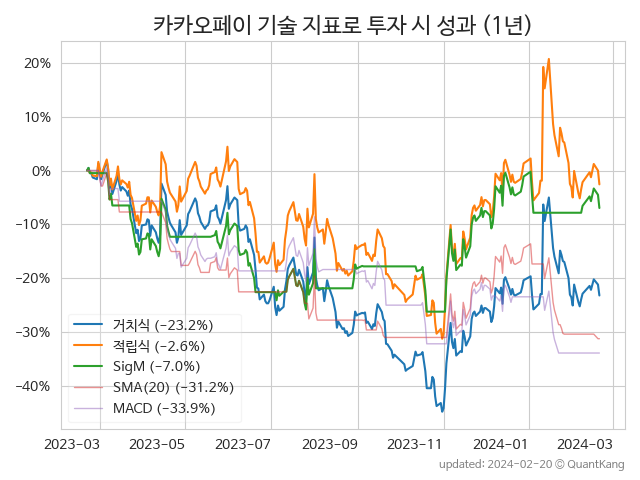 카카오페이 기술 지표로 투자 시 성과 (1년)
20%
10%
0%
−10%
−20%
−30%
−40%
거치식 (−23.2%)
적립식 (−2.6%)
SigM (−7.0%)
SMA(20) (−31.2%)
MACD (−33.9%)
2023-03 2023-05 2023-07 2023-09 2023-11 2024-01 2024-03
updated: 2024-02-20 © QuantKang